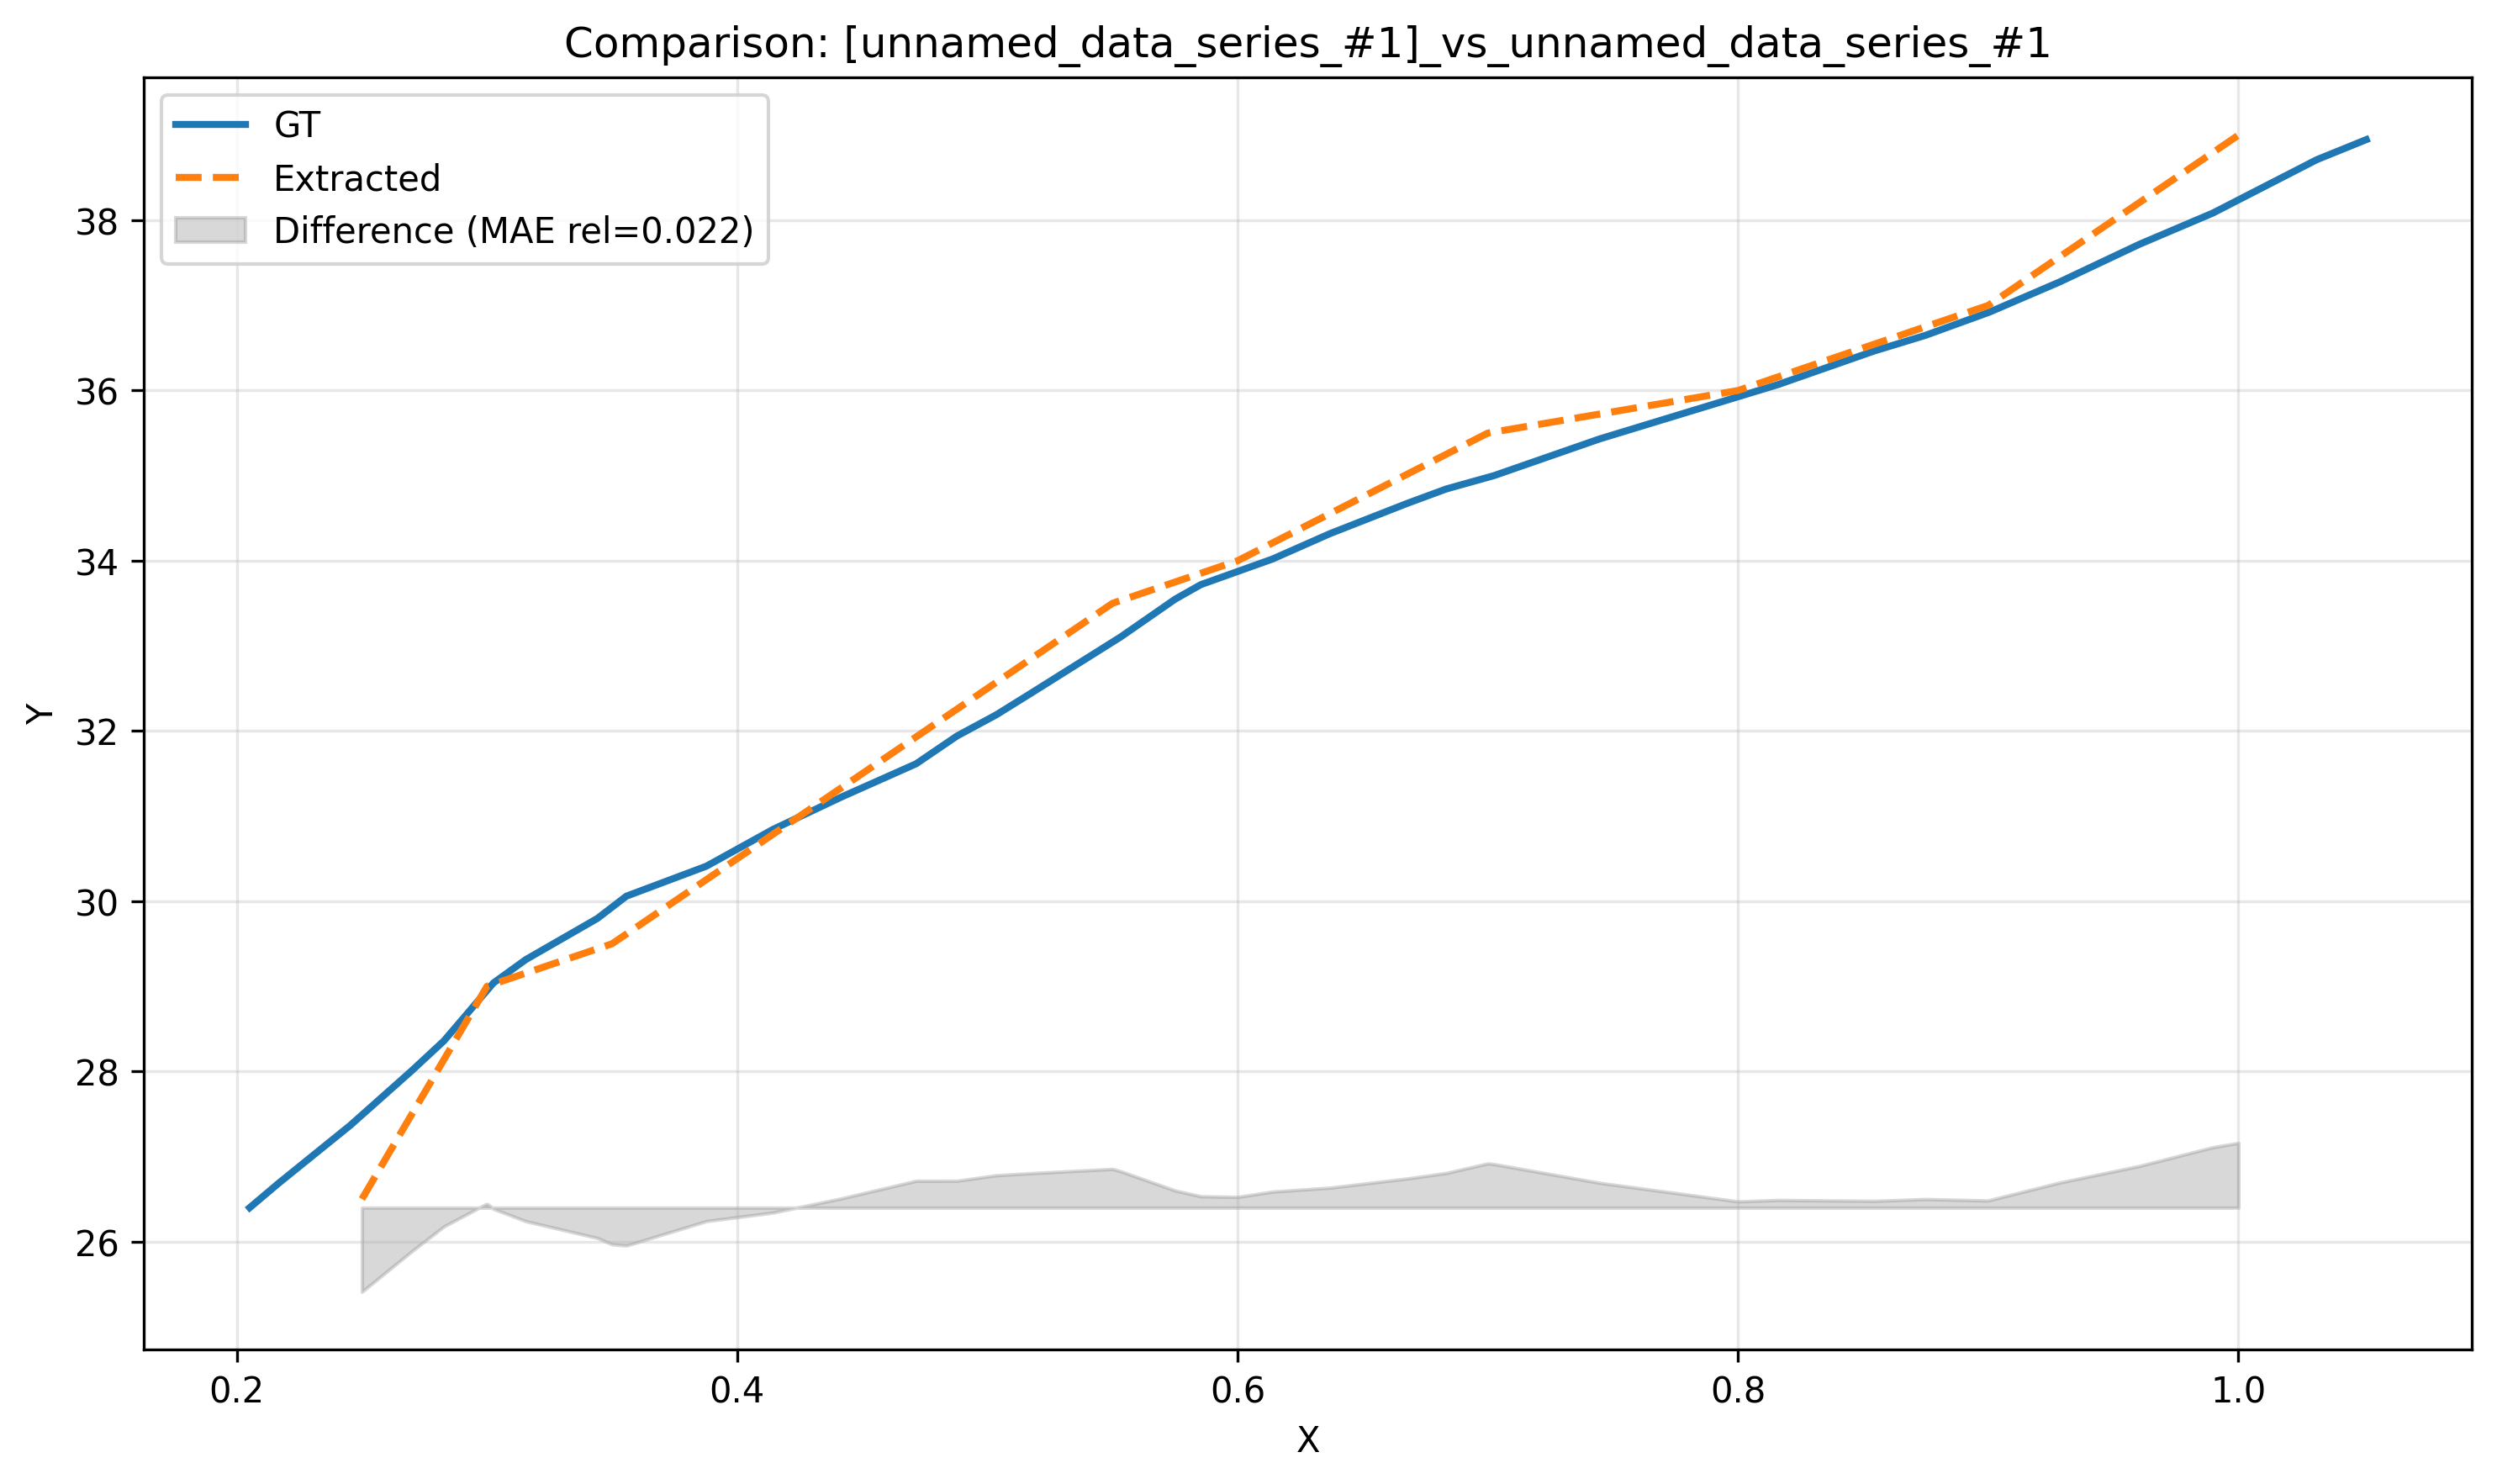 Comparison: [unnamed_data_series_#1]_vs_unnamed_data_series_#1
GT
Extracted
Difference (MAE rel=0.022)
38
36
34
32
30
28
26
Y
0.2 0.4 0.6 0.8 1.0
X